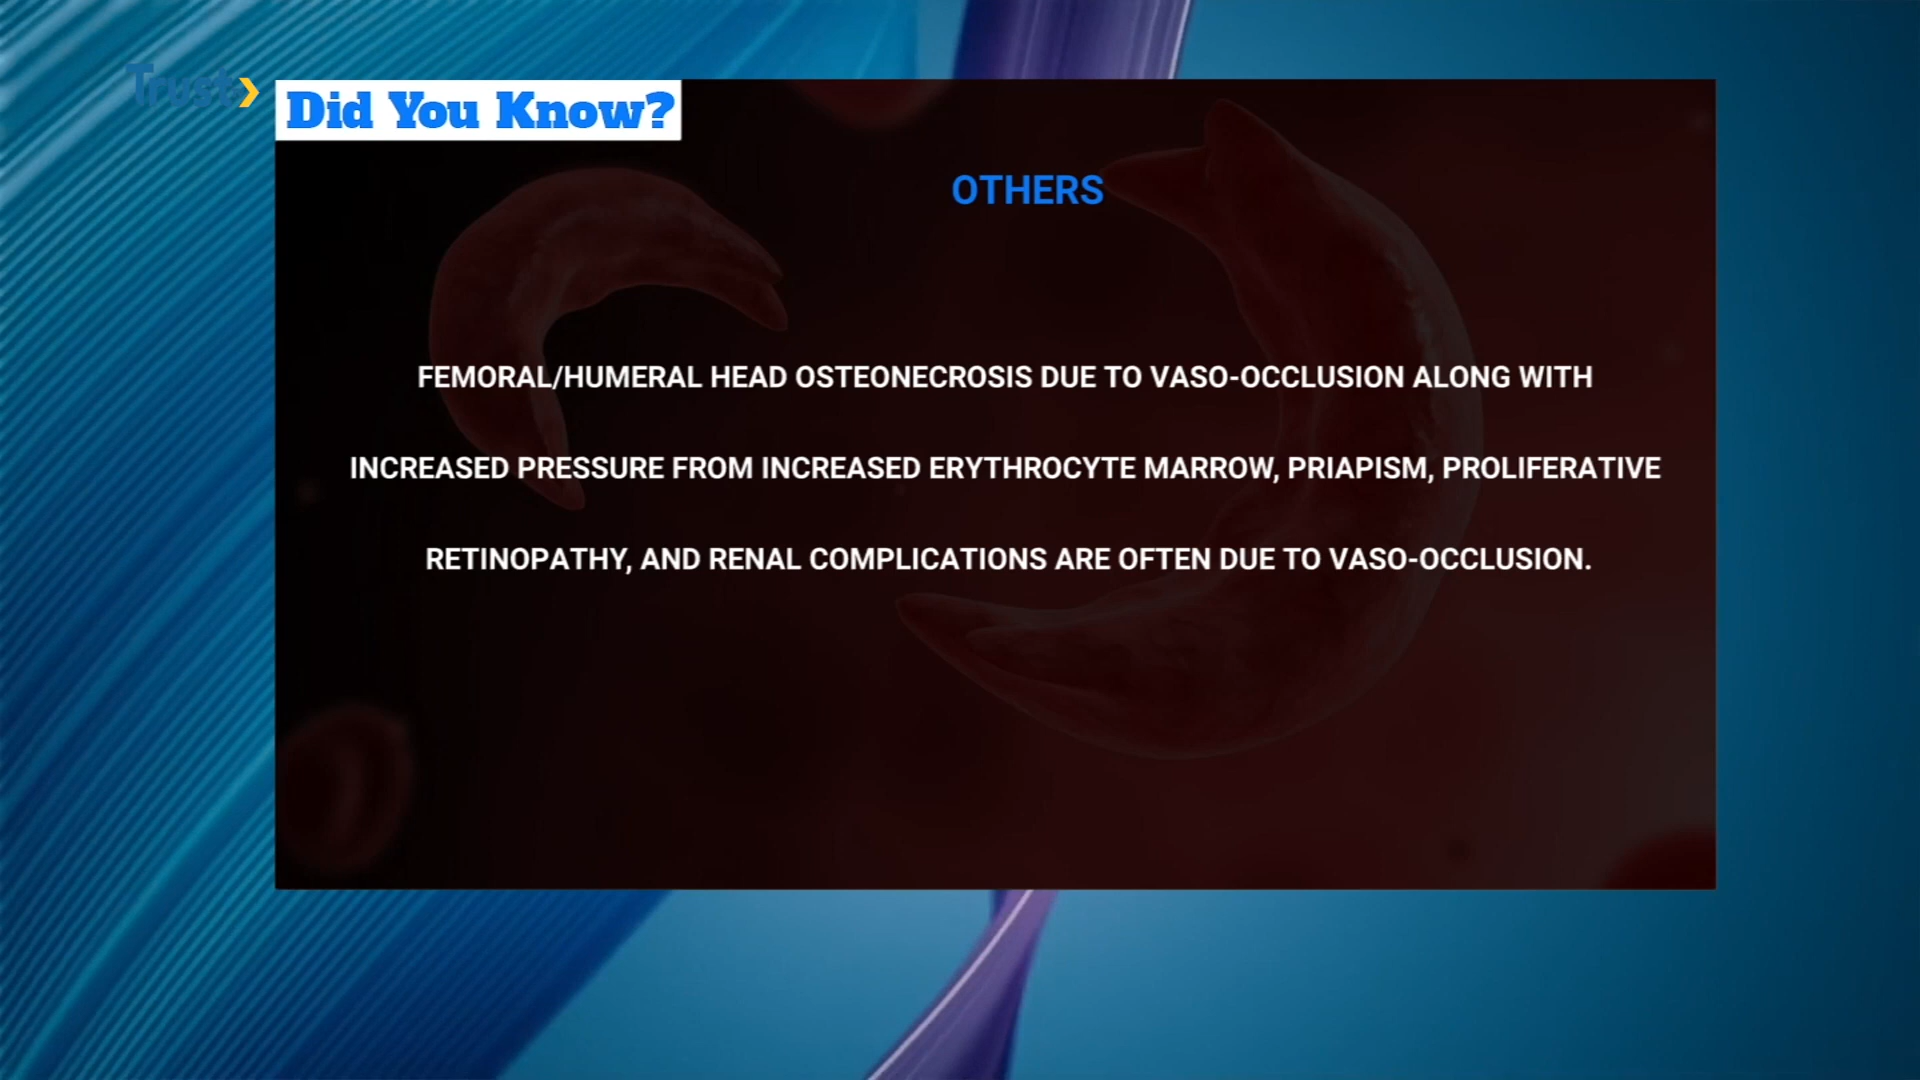 Trust
Did You Know?
OTHERS
FEMORAL/HUMERAL HEAD OSTEONECROSIS DUE TO VASO-OCCLUSION ALONG WITH
INCREASED PRESSURE FROM INCREASED ERYTHROCYTE MARROW, PRIAPISM, PROLIFERATIVE
RETINOPATHY, AND RENAL COMPLICATIONS ARE OFTEN DUE TO VASO-OCCLUSION.